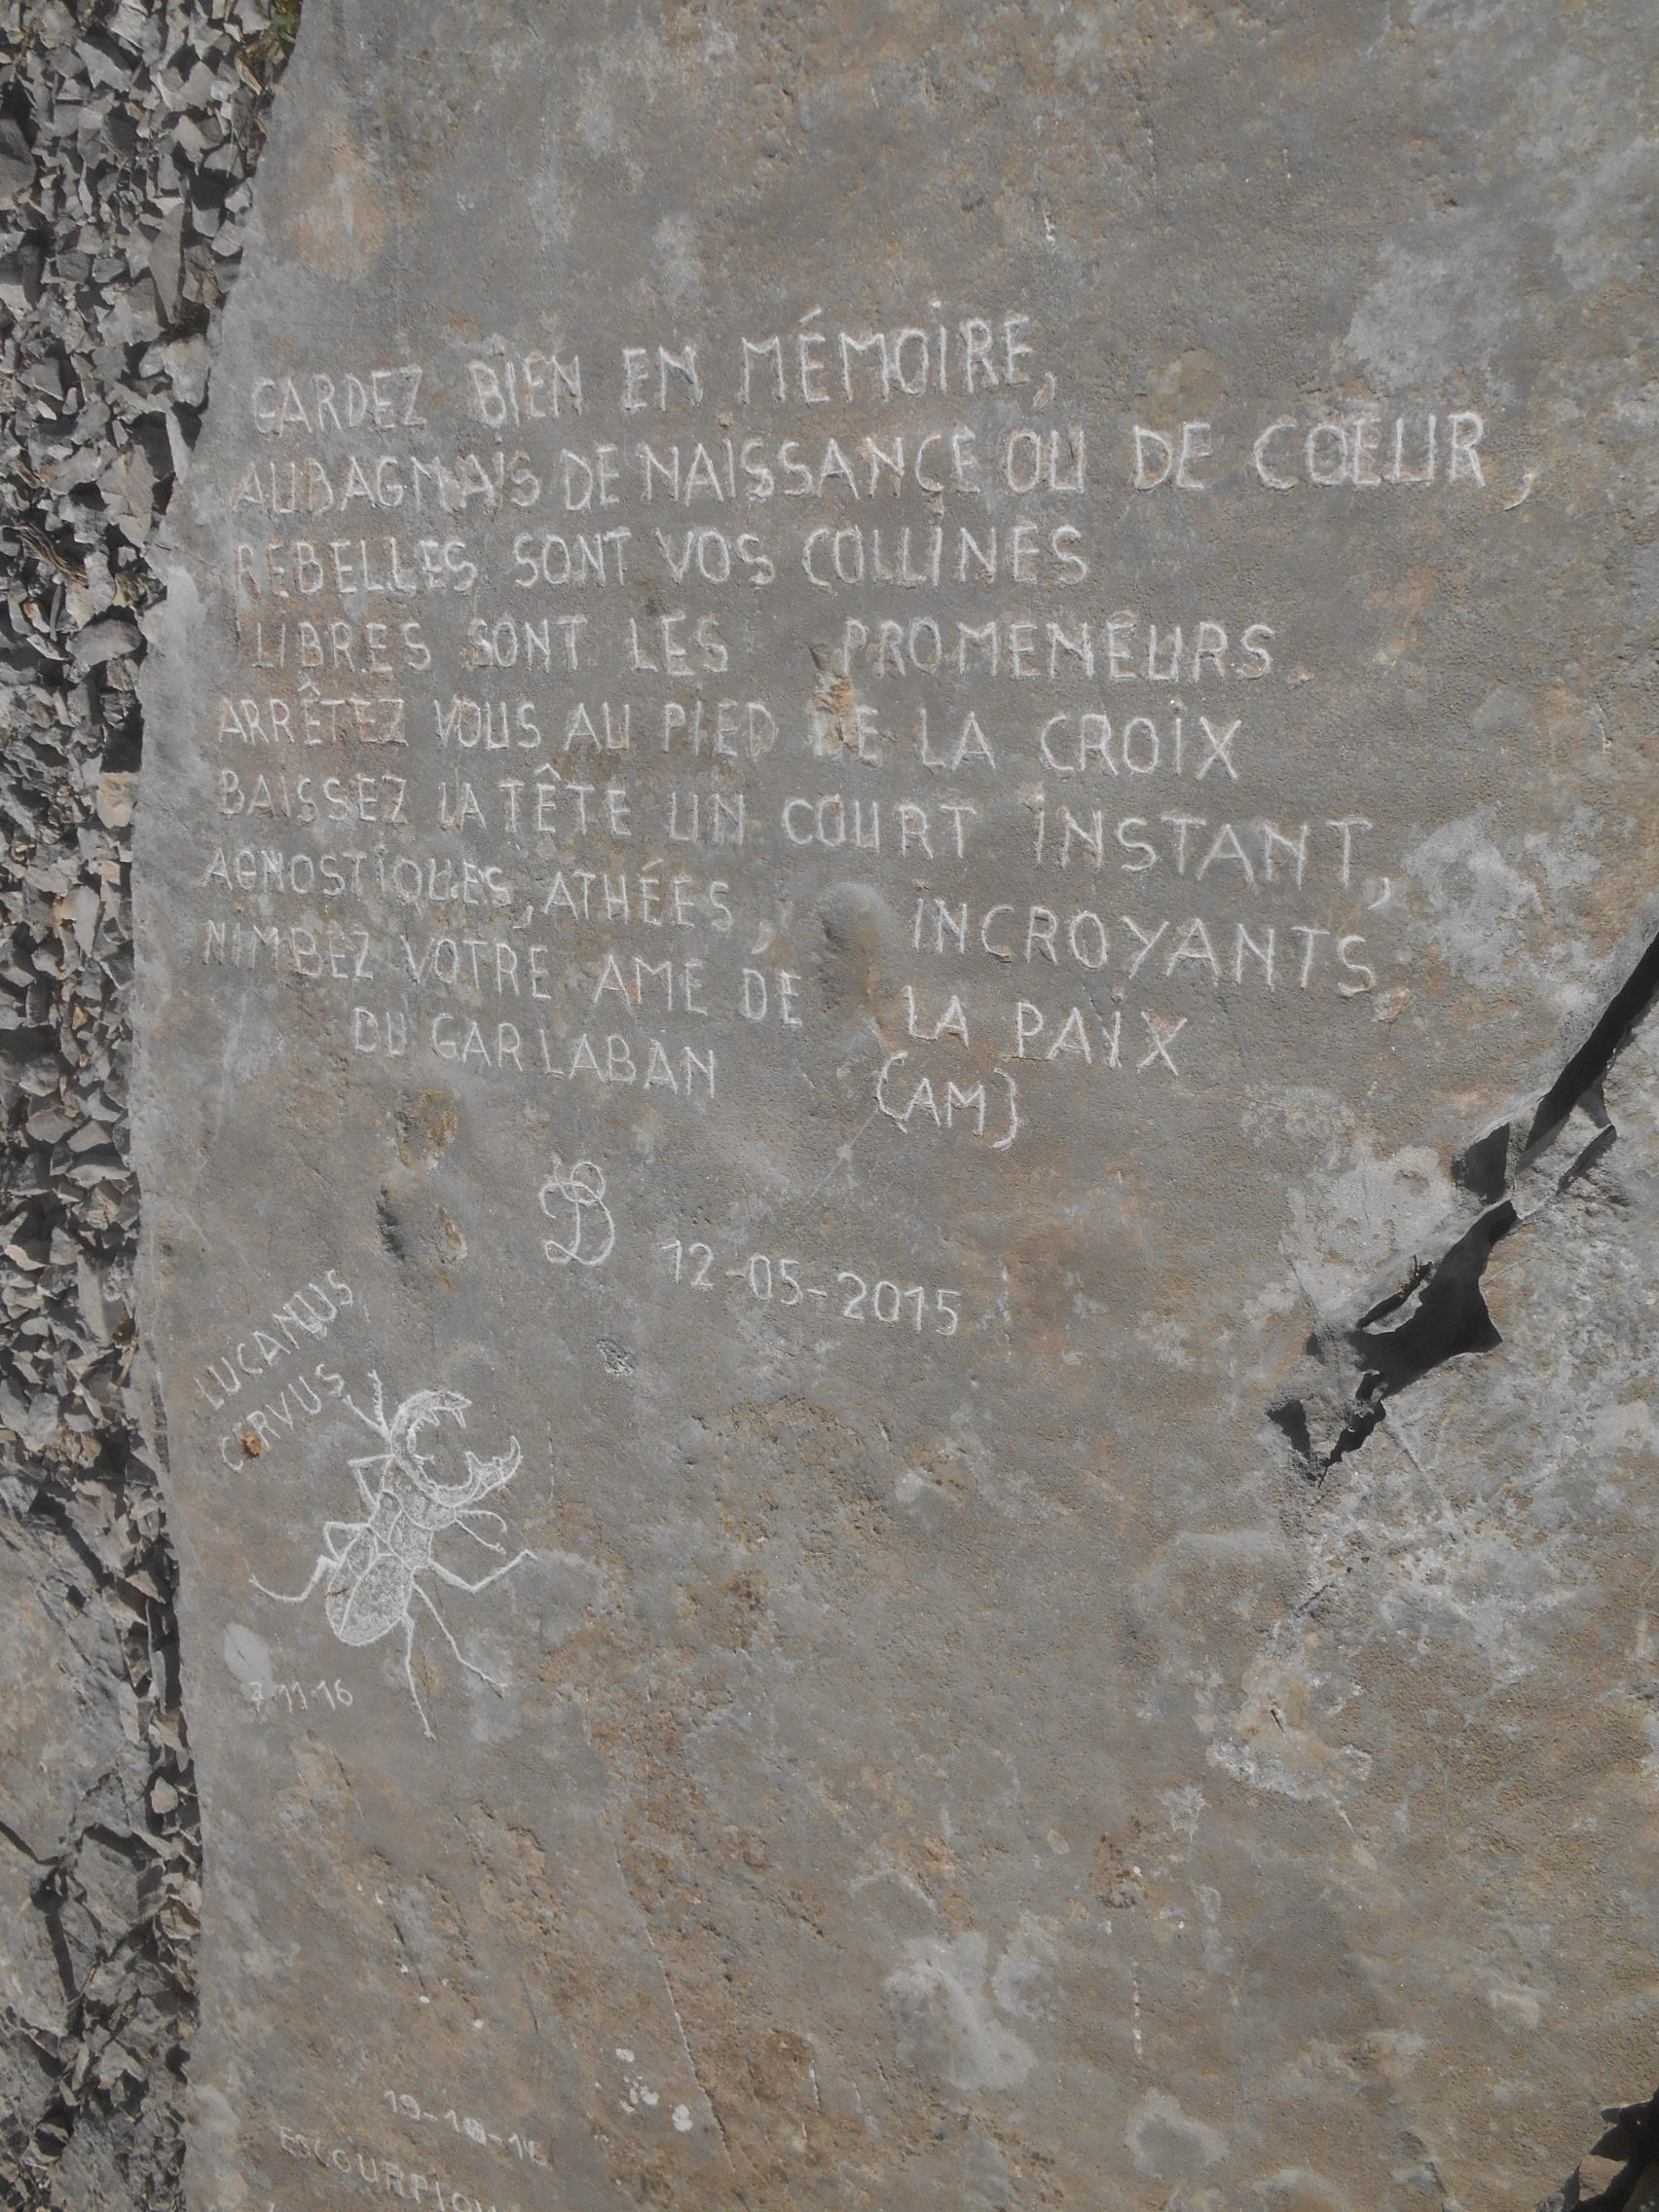 GARDEZ BIEN EN MÉMOIRE,
AUBAGNAIS DE NAISSANCE OU DE COEUR,
REBELLES SONT VOS COLLINES
LIBRES SONT LES PROMENEURS
ARRÊTEZ VOUS AU PIED DE LA CROIX
BAISSEZ LA TÊTE UN COURT INSTANT,
AGNOSTIQUES, ATHÉES, INCROYANTS
NIMBEZ VOTRE AME DE LA PAIX
DU GARLABAN (AM)
B 12-05-2015
LUCANUS
CERVUS
7.11.16